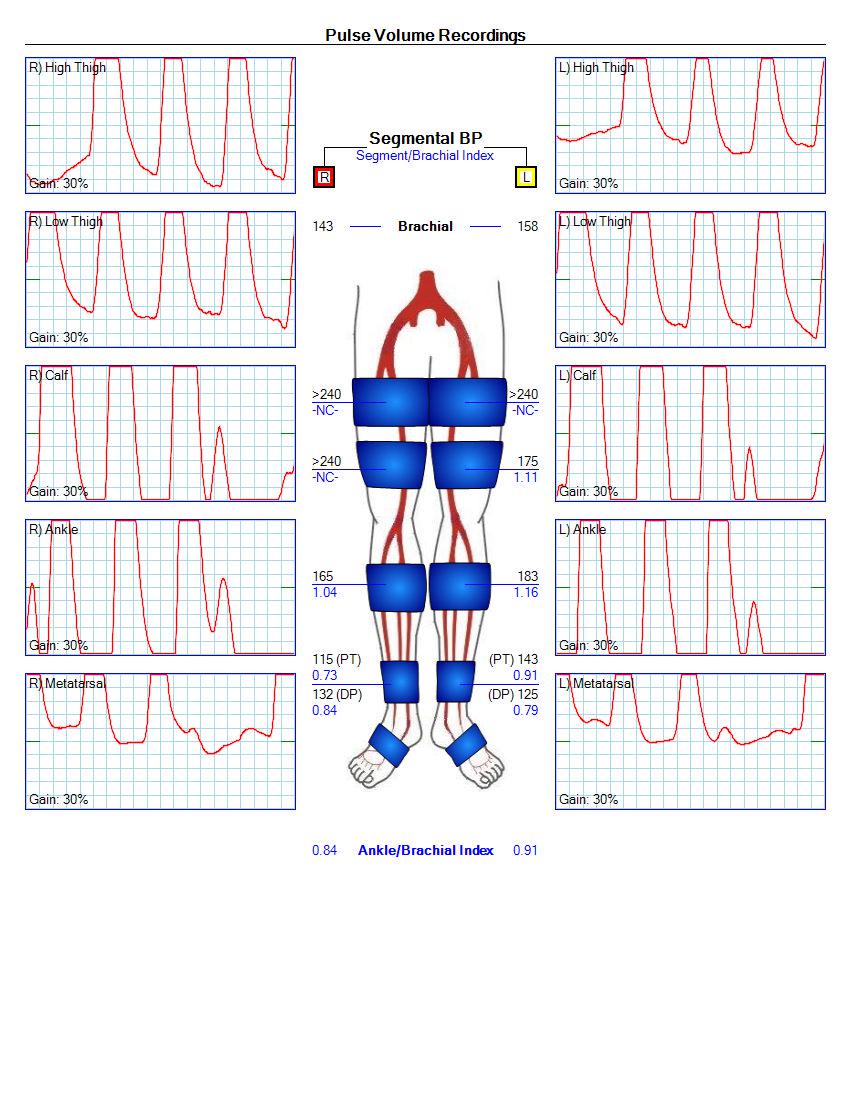 Pulse Volume Recordings
R) High Thigh
Gain: 30%
L) High Thigh
Gain: 30%
Segmental BP
Segment/Brachial Index
R
L
143 Brachial 158
R) Low Thigh
Gain: 30%
L) Low Thigh
Gain: 30%
R) Calf
Gain: 30%
L) Calf
Gain: 30%
>240
-NC-
>240
-NC-
>240
-NC-
175
1.11
R) Ankle
Gain: 30%
L) Ankle
Gain: 30%
165
1.04
183
1.16
R) Metatarsal
Gain: 30%
L) Metatarsal
Gain: 30%
115 (PT)
0.73
132 (DP)
0.84
(PT) 143
0.91
(DP) 125
0.79
0.84 Ankle/Brachial Index 0.91